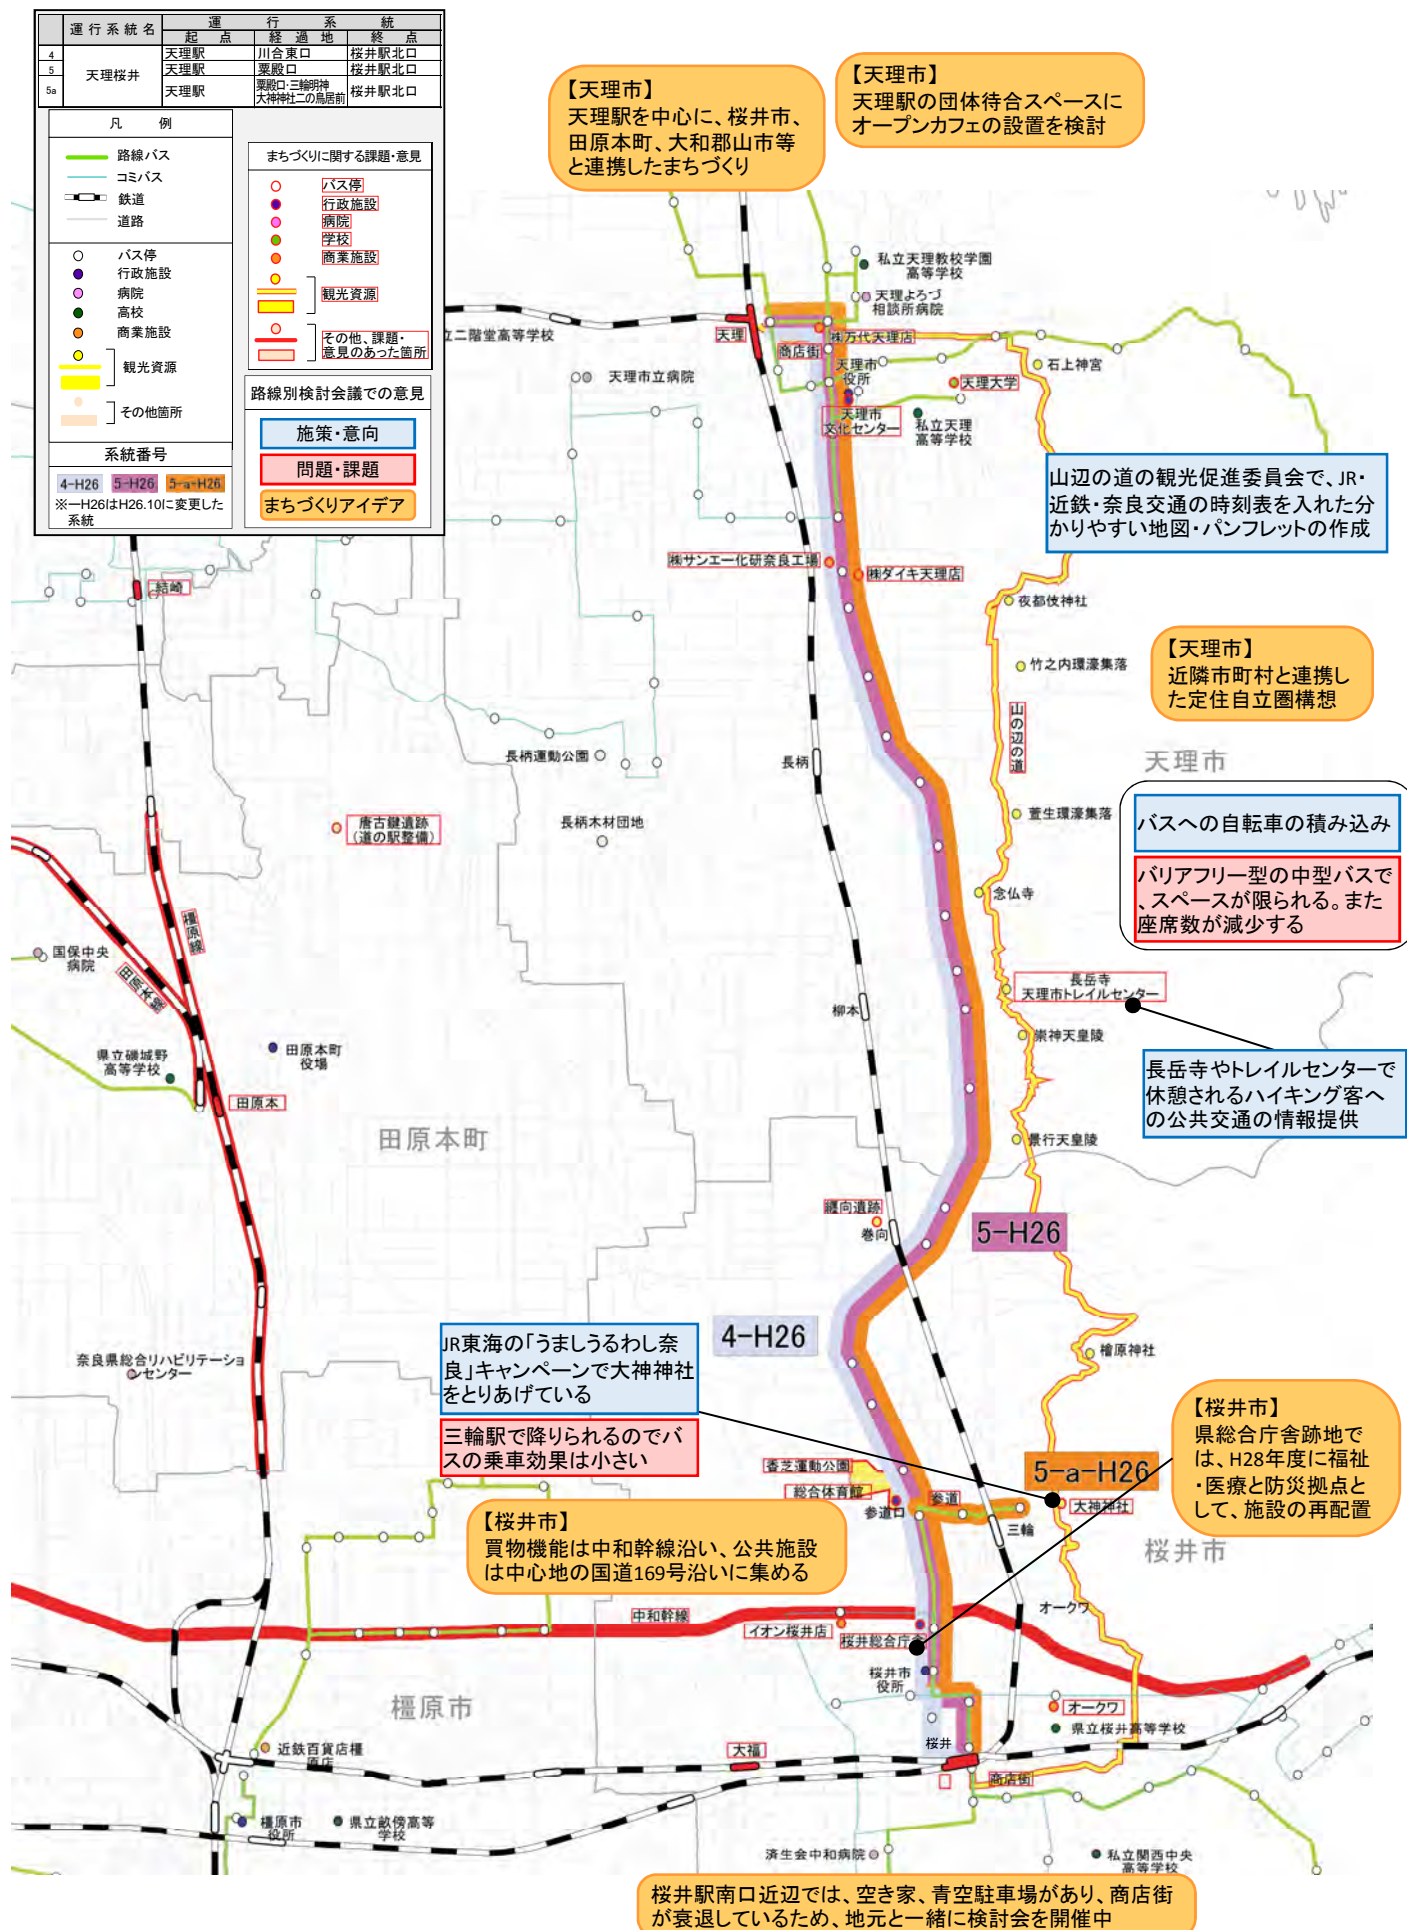 運行系統名
運行系統
起点
経過地
終点
4
天理桜井
天理駅
川合東口
桜井駅北口
5
天理駅
粟殿口
桜井駅北口
5a
天理駅
粟殿口・三輪明神
大神神社二の鳥居前
桜井駅北口
凡　例
路線バス
コミバス
鉄道
道路
バス停
行政施設
病院
高校
商業施設
観光資源
その他箇所
系統番号
4-H26
5-H26
5-a-H26
※ーH26はH26.10に変更した
系統
まちづくりに関する課題・意見
バス停
行政施設
病院
学校
商業施設
観光資源
その他、課題・
意見のあった箇所
路線別検討会議での意見
施策・意向
問題・課題
まちづくりアイデア
【天理市】
天理駅を中心に、桜井市、
田原本町、大和郡山市等
と連携したまちづくり
【天理市】
天理駅の団体待合スペースに
オープンカフェの設置を検討
私立天理教校学園
高等学校
天理よろづ
相談所病院
立二階堂高等学校
天理
㈱万代天理店
商店街
天理市
役所
石上神宮
天理市立病院
天理大学
天理市
文化センター
私立天理
高等学校
山辺の道の観光促進委員会で、JR・
近鉄・奈良交通の時刻表を入れた分
かりやすい地図・パンフレットの作成
㈱サンエー化研奈良工場
㈱ダイキ天理店
結崎
夜都伎神社
【天理市】
近隣市町村と連携し
た定住自立圏構想
竹之内環濠集落
山の辺の道
長柄運動公園
長柄
天理市
バスへの自転車の積み込み
バリアフリー型の中型バスで
、スペースが限られる。また
座席数が減少する
唐古鍵遺跡
(道の駅整備)
長柄木材団地
萱生環濠集落
念仏寺
橿原線
国保中央
病院
田原本線
長岳寺
天理市トレイルセンター
柳本
崇神天皇陵
長岳寺やトレイルセンターで
休憩されるハイキング客へ
の公共交通の情報提供
県立磯城野
高等学校
田原本町
役場
田原本
田原本町
景行天皇陵
纒向遺跡
巻向
5-H26
4-H26
JR東海の「うましうるわし奈
良」キャンペーンで大神神社
をとりあげている
三輪駅で降りられるのでバ
スの乗車効果は小さい
奈良県総合リハビリテーショ
ンセンター
檜原神社
【桜井市】
県総合庁舎跡地で
は、H28年度に福祉
・医療と防災拠点と
して、施設の再配置
香芝運動公園
総合体育館
5-a-H26
参道口
参道
三輪
大神神社
【桜井市】
買物機能は中和幹線沿い、公共施設
は中心地の国道169号沿いに集める
桜井市
オークワ
中和幹線
イオン桜井店
桜井総合庁舎
桜井市
役所
橿原市
オークワ
県立桜井高等学校
近鉄百貨店橿
原店
大福
桜井
商店街
橿原市
役所
県立畝傍高等
学校
済生会中和病院
私立関西中央
高等学校
桜井駅南口近辺では、空き家、青空駐車場があり、商店街
が衰退しているため、地元と一緒に検討会を開催中